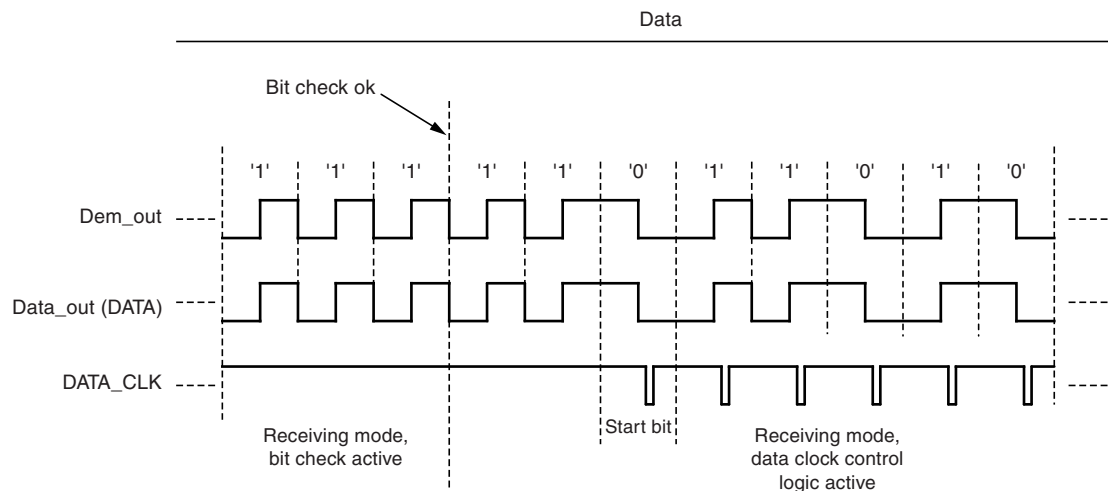 Data
Bit check ok
'1' '1' '1' '1' '1' '0' '1' '1' '0' '1' '0'
Dem_out
Data_out (DATA)
DATA_CLK
Start bit
Receiving mode,
bit check active
Receiving mode,
data clock control
logic active